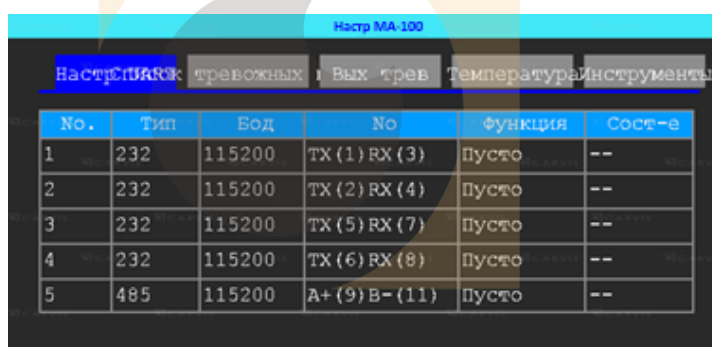 Настр МА-100
Настр UART Список тревожных Вых трев Температура Инструменты
No. Тип Бод No Функция Сост-е
1 232 115200 TX(1)RX(3) Пусто --
2 232 115200 TX(2)RX(4) Пусто --
3 232 115200 TX(5)RX(7) Пусто --
4 232 115200 TX(6)RX(8) Пусто --
5 485 115200 A+(9)B-(11) Пусто --